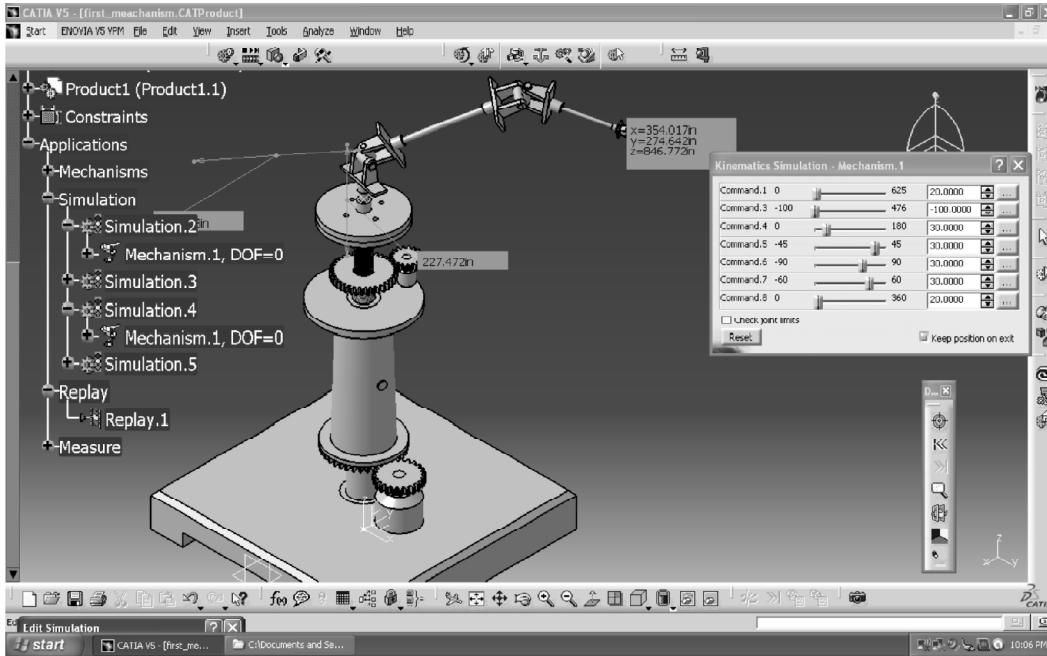 CATIA V5 - [first_meachanism.CATProduct]
Start ENOVIA V5 VPM File Edit View Insert Tools Analyze Window Help
Product1 (Product1.1)
Constraints
Applications
Mechanisms
Simulation
Simulation.2
Mechanism.1, DOF=0
Simulation.3
Simulation.4
Mechanism.1, DOF=0
Simulation.5
Replay
Replay.1
Measure
x=354.017in
y=274.642in
z=846.772in
227.472in
Kinematics Simulation - Mechanism.1
Command.1 0 625 20.0000 ...
Command.3 -100 476 -100.0000 ...
Command.4 0 180 30.0000 ...
Command.5 -45 45 30.0000 ...
Command.6 -90 90 30.0000 ...
Command.7 -60 60 30.0000 ...
Command.8 0 360 20.0000 ...
Check joint limits
Reset
Keep position on exit
D...
z
x
y
f(x)
CATIA
Edit Simulation
start
CATIA V5 - [first_me...
C:\Documents and Se...
10:06 PM